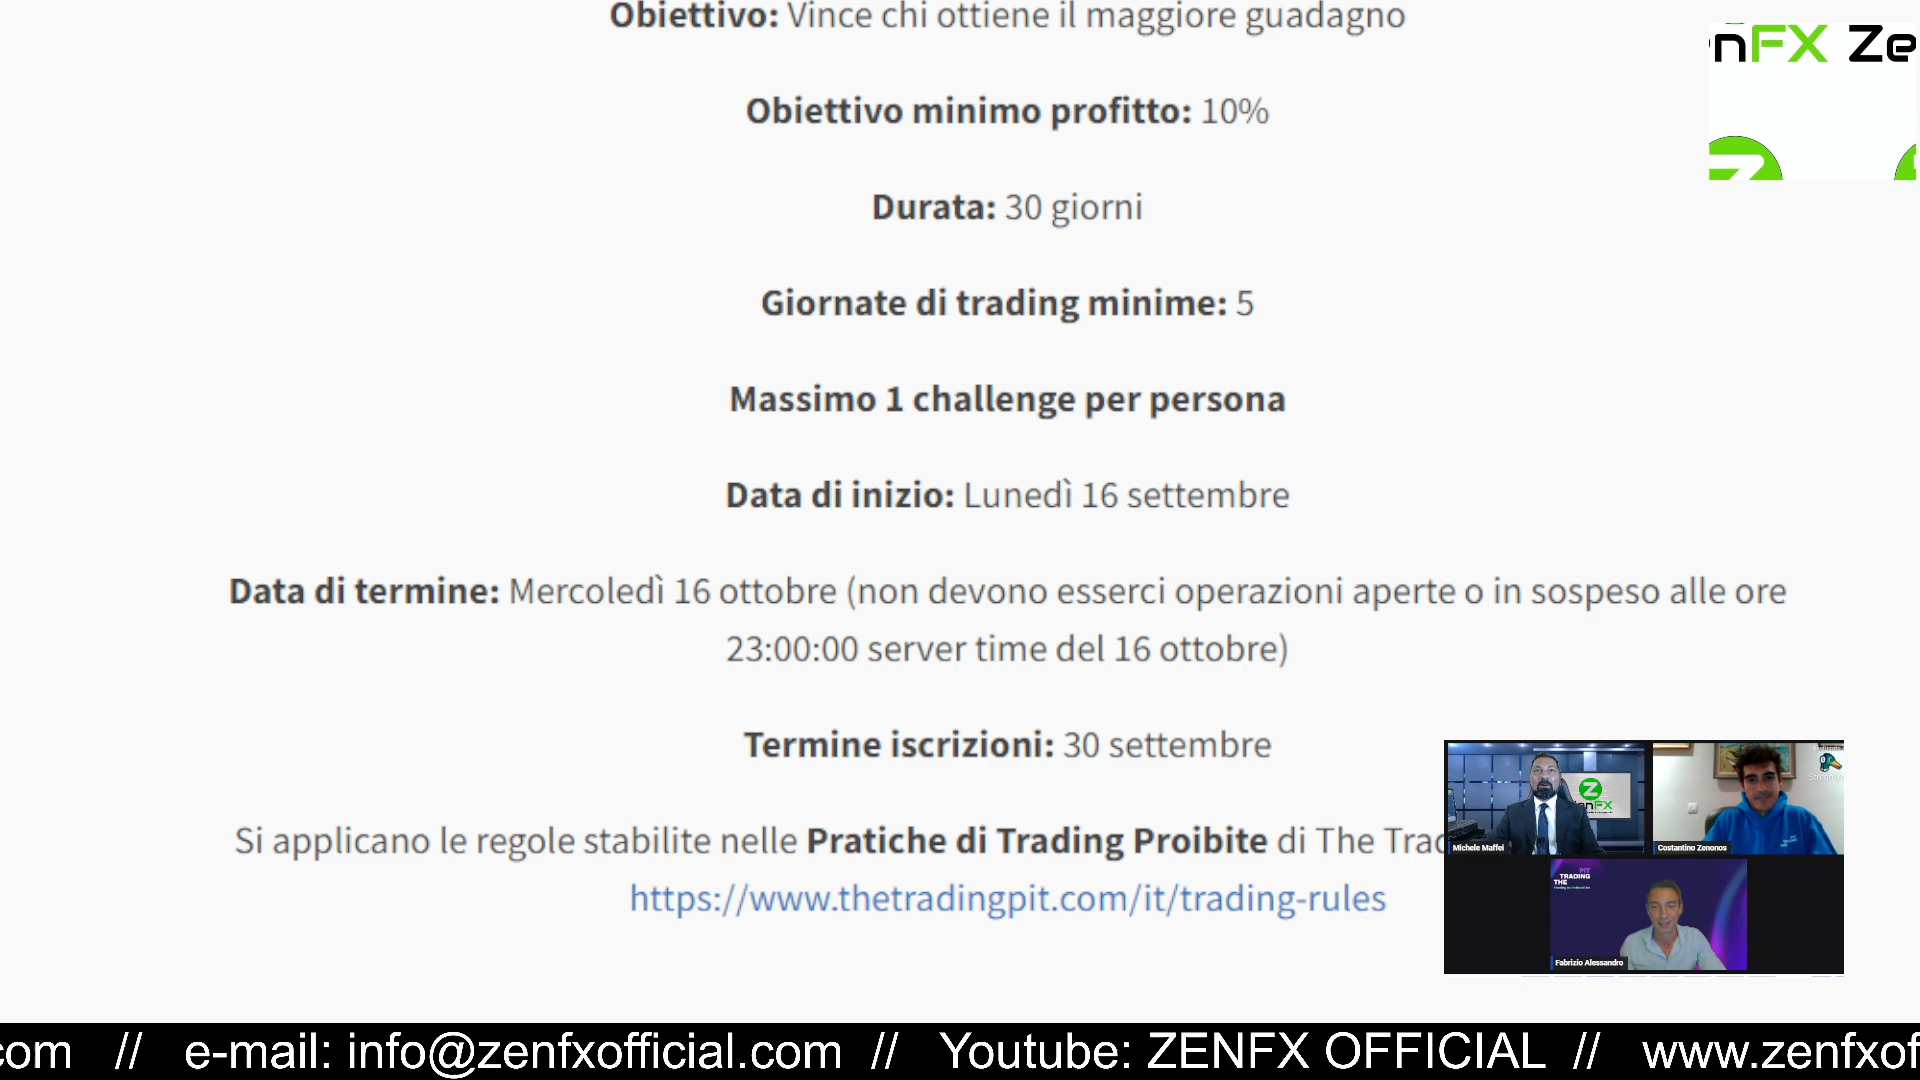 Obiettivo: Vince chi ottiene il maggiore guadagno
nFX Ze
Obiettivo minimo profitto: 10%
Durata: 30 giorni
Giornate di trading minime: 5
Massimo 1 challenge per persona
Data di inizio: Lunedì 16 settembre
Data di termine: Mercoledì 16 ottobre (non devono esserci operazioni aperte o in sospeso alle ore
23:00:00 server time del 16 ottobre)
Termine iscrizioni: 30 settembre
Si applicano le regole stabilite nelle Pratiche di Trading Proibite di The Trad
https://www.thetradingpit.com/it/trading-rules
Michele Maffei
Costantino Zenonos
PIT
TRADING
THE
Fabrizio Alessandro
com // e-mail: info@zenfxofficial.com // Youtube: ZENFX OFFICIAL // www.zenfxof